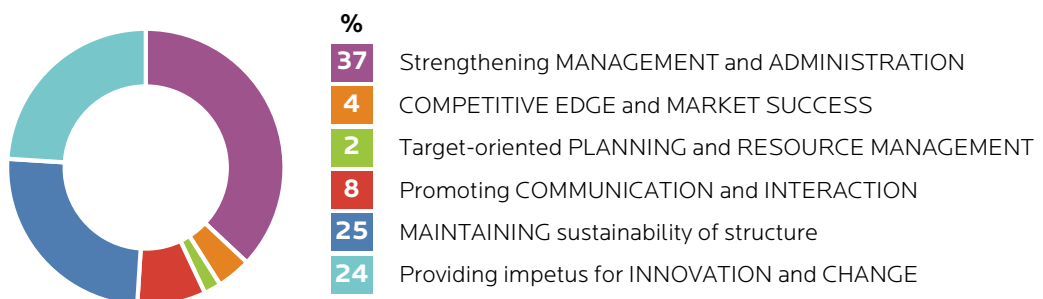 %
37 Strengthening MANAGEMENT and ADMINISTRATION
4 COMPETITIVE EDGE and MARKET SUCCESS
2 Target-oriented PLANNING and RESOURCE MANAGEMENT
8 Promoting COMMUNICATION and INTERACTION
25 MAINTAINING sustainability of structure
24 Providing impetus for INNOVATION and CHANGE